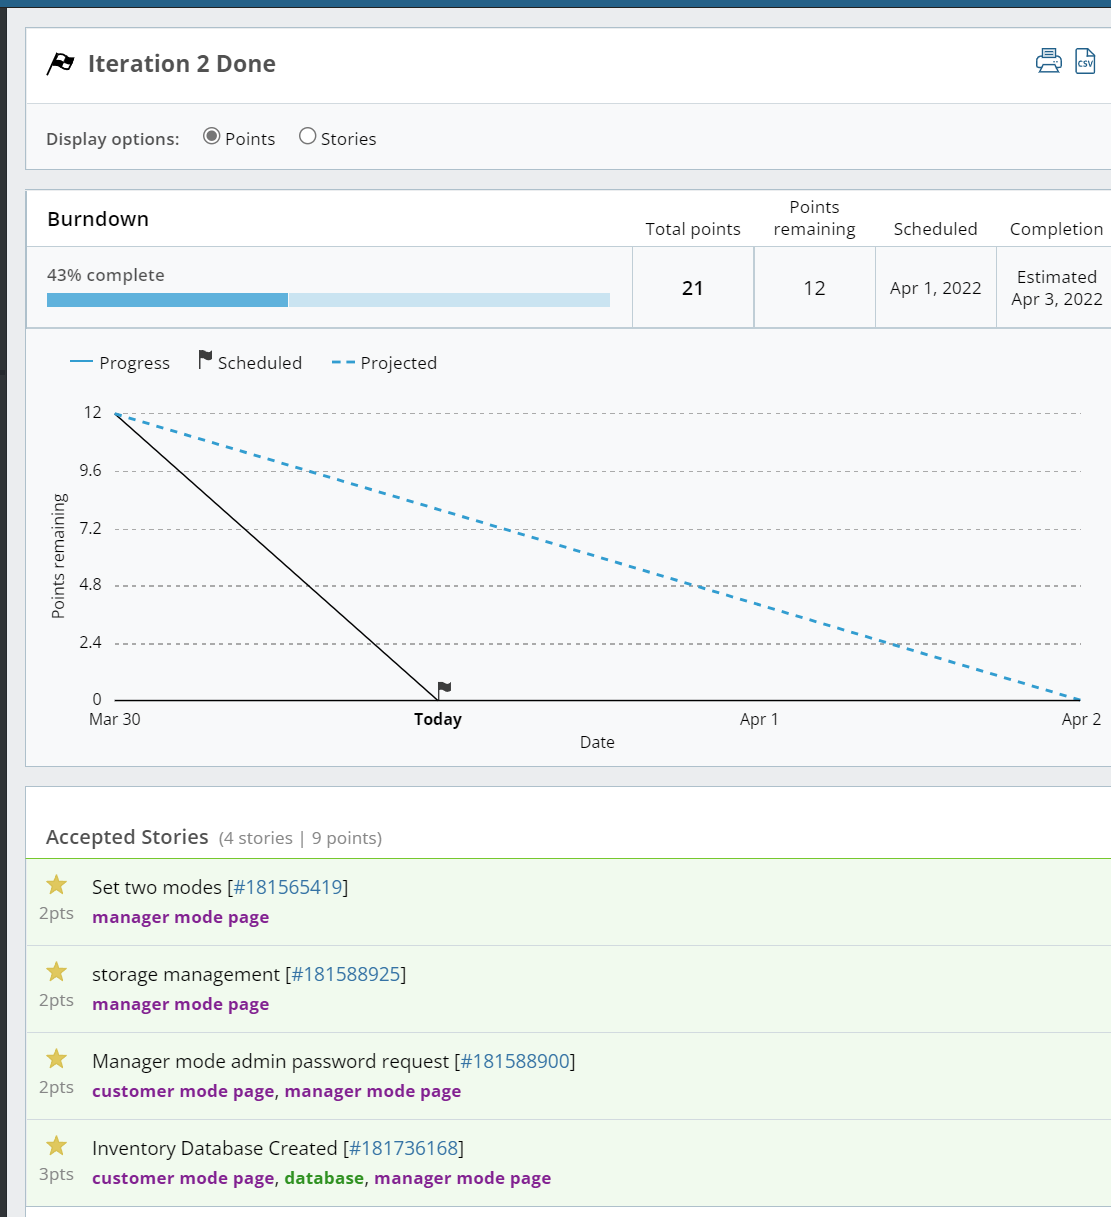 Iteration 2 Done
CSV
Display options: Points Stories
Burndown
Total points
Points remaining
Scheduled
Completion
43% complete
21
12
Apr 1, 2022
Estimated
Apr 3, 2022
Progress Scheduled Projected
12
9.6
7.2
4.8
2.4
0
Points remaining
Mar 30 Today Apr 1 Apr 2
Date
Accepted Stories (4 stories | 9 points)
Set two modes [#181565419]
2pts
manager mode page
storage management [#181588925]
2pts
manager mode page
Manager mode admin password request [#181588900]
2pts
customer mode page, manager mode page
Inventory Database Created [#181736168]
3pts
customer mode page, database, manager mode page